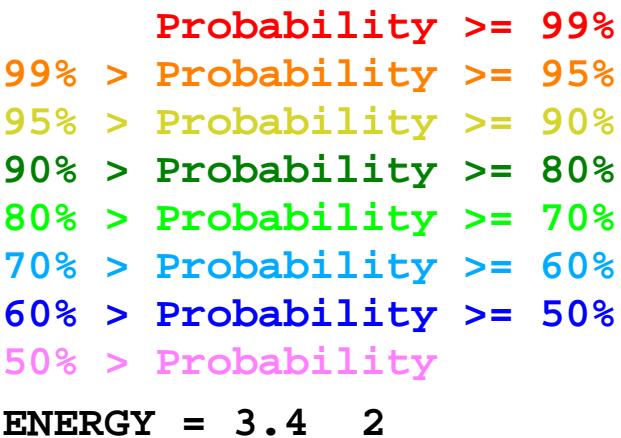 Probability >= 99%
99% > Probability >= 95%
95% > Probability >= 90%
90% > Probability >= 80%
80% > Probability >= 70%
70% > Probability >= 60%
60% > Probability >= 50%
50% > Probability
ENERGY = 3.4 2